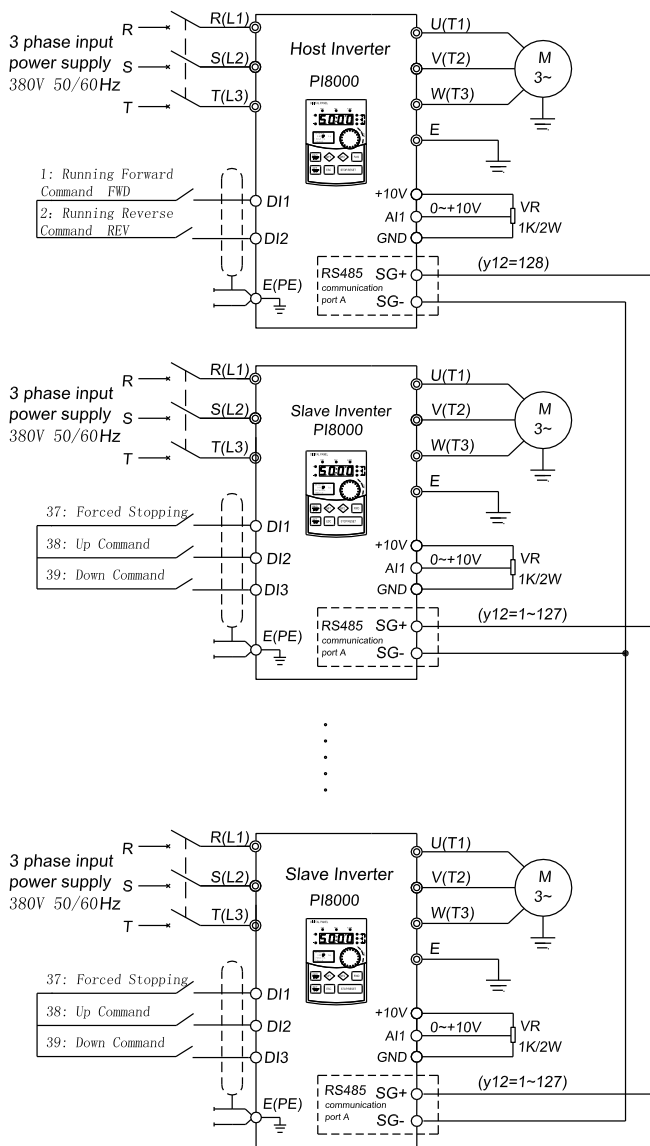 R R(L1) U(T1)
3 phase input
power supply
380V 50/60Hz
S S(L2) V(T2)
T T(L3) W(T3)
Host Inverter
PI8000
50.00
M
3~
E
1: Running Forward
Command FWD
2: Running Reverse
Command REV
DI1
DI2
E(PE)
+10V
AI1 0~+10V
GND
VR
1K/2W
RS485
communication
port A
SG+
SG-
(y12=128)
R R(L1) U(T1)
3 phase input
power supply
380V 50/60Hz
S S(L2) V(T2)
T T(L3) W(T3)
Slave Inventer
PI8000
50.00
M
3~
E
37: Forced Stopping
38: Up Command
39: Down Command
DI1
DI2
DI3
E(PE)
+10V
AI1 0~+10V
GND
VR
1K/2W
RS485
communication
port A
SG+
SG-
(y12=1~127)
R R(L1) U(T1)
3 phase input
power supply
380V 50/60Hz
S S(L2) V(T2)
T T(L3) W(T3)
Slave Inverter
PI8000
50.00
M
3~
E
37: Forced Stopping
38: Up Command
39: Down Command
DI1
DI2
DI3
E(PE)
+10V
AI1 0~+10V
GND
VR
1K/2W
RS485
communication
port A
SG+
SG-
(y12=1~127)